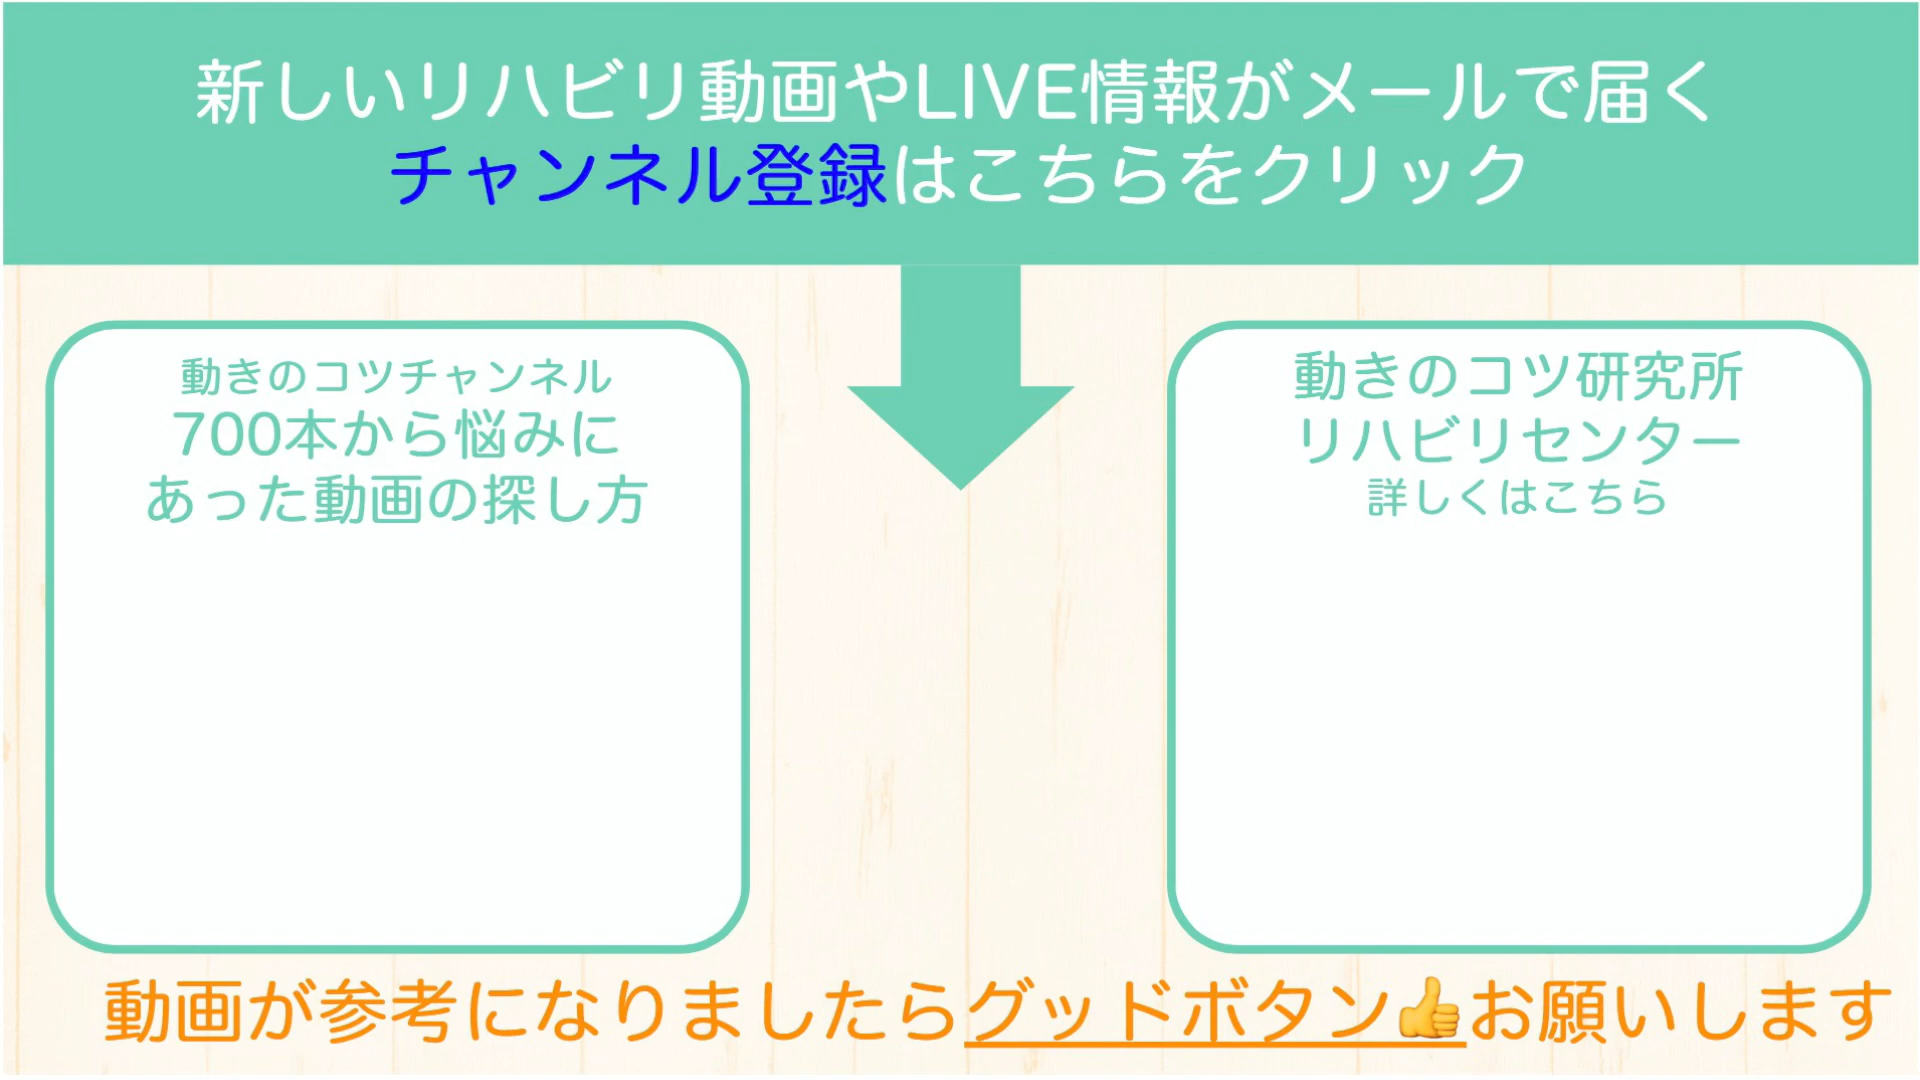 新しいリハビリ動画やLIVE情報がメールで届く
チャンネル登録はこちらをクリック
動きのコツチャンネル
700本から悩みに
あった動画の探し方
動きのコツ研究所
リハビリセンター
詳しくはこちら
動画が参考になりましたらグッドボタン👍お願いします